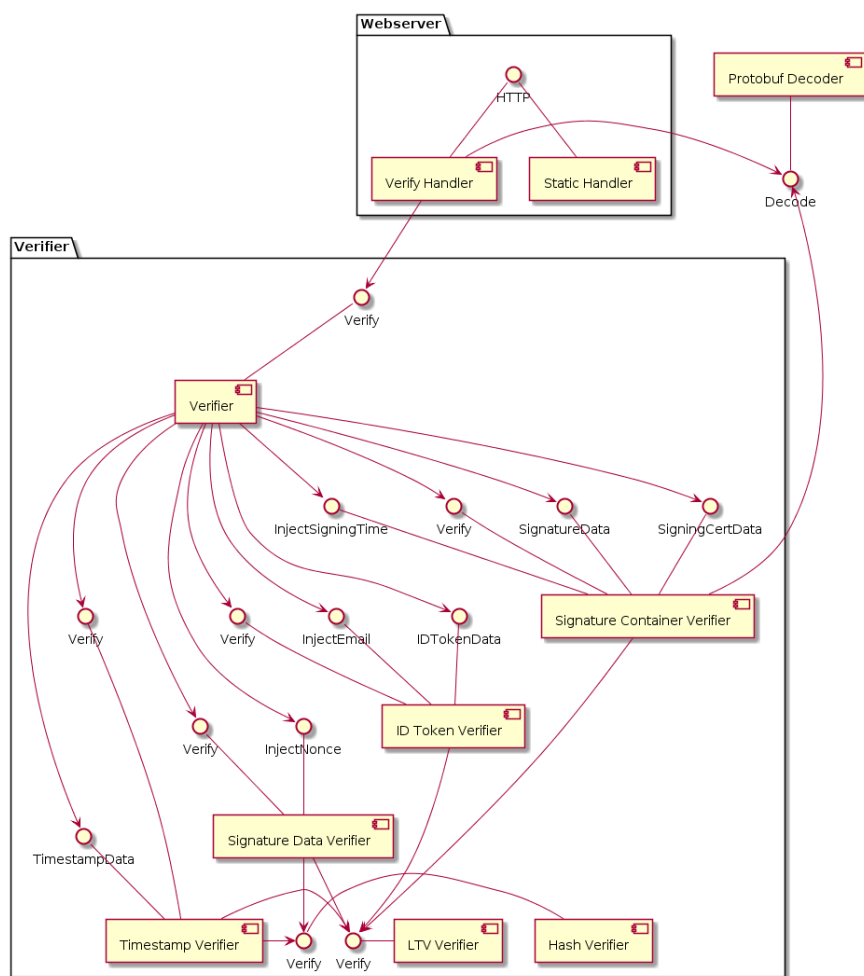 Webserver
Protobuf Decoder
HTTP
Verify Handler
Static Handler
Decode
Verifier
Verify
Verifier
InjectSigningTime
Verify
SignatureData
SigningCertData
Verify
Verify
InjectEmail
IDTokenData
Signature Container Verifier
Verify
InjectNonce
ID Token Verifier
TimestampData
Signature Data Verifier
Timestamp Verifier
Verify
Verify
LTV Verifier
Hash Verifier